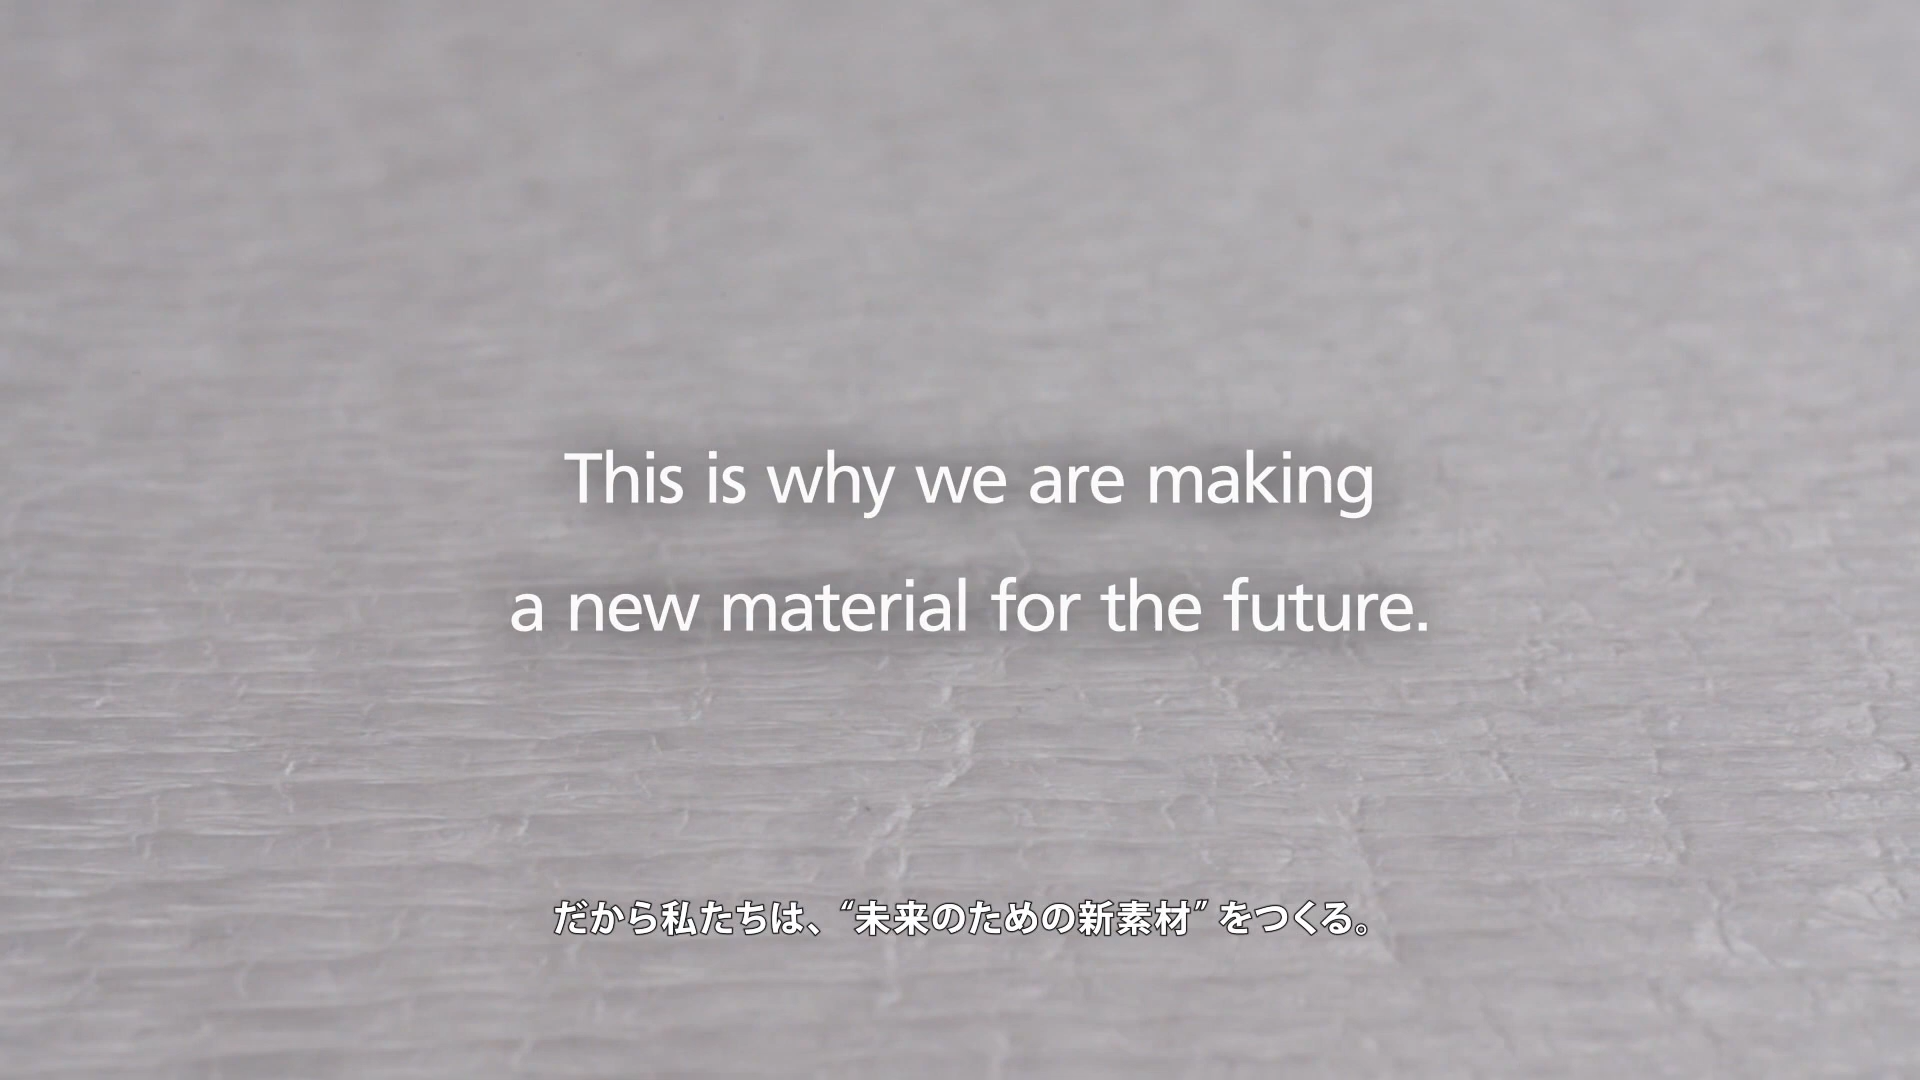 This is why we are making
a new material for the future.
だから私たちは、“未来のための新素材” をつくる。